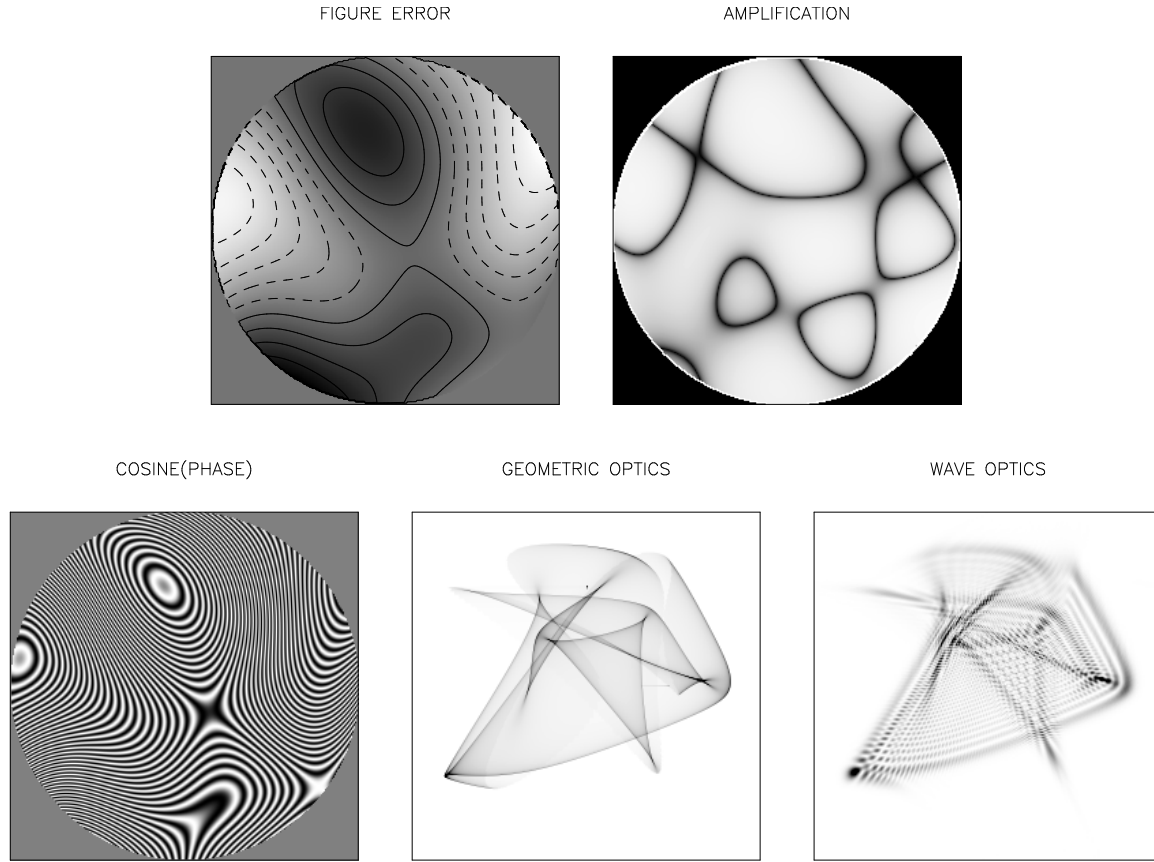 FIGURE ERROR
AMPLIFICATION
COSINE(PHASE)
GEOMETRIC OPTICS
WAVE OPTICS